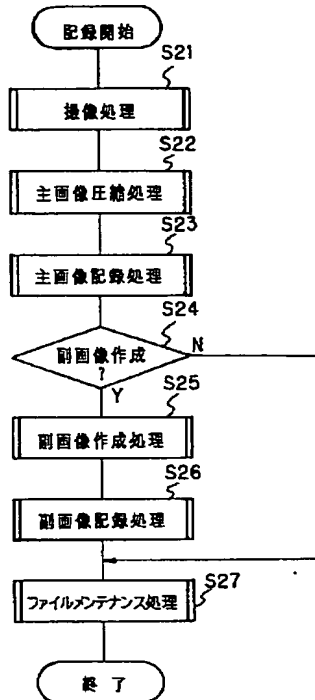 記録開始
S21
撮像処理
S22
主画像圧給処理
S23
主画像記録処理
S24
副画像作成
?
N
Y
S25
副画像作成処理
S26
副画像記録処理
S27
ファイルメンテナンス処理
終了